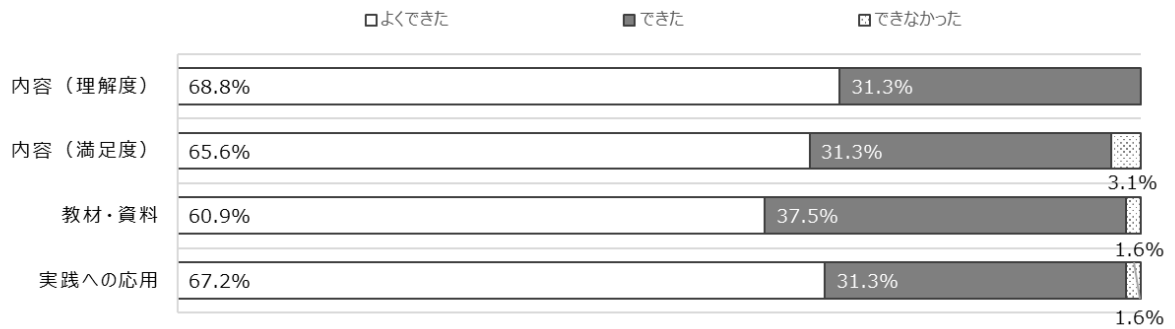 よくできた できた できなかった
内容（理解度） 68.8% 31.3%
内容（満足度） 65.6% 31.3% 3.1%
教材・資料 60.9% 37.5% 1.6%
実践への応用 67.2% 31.3% 1.6%